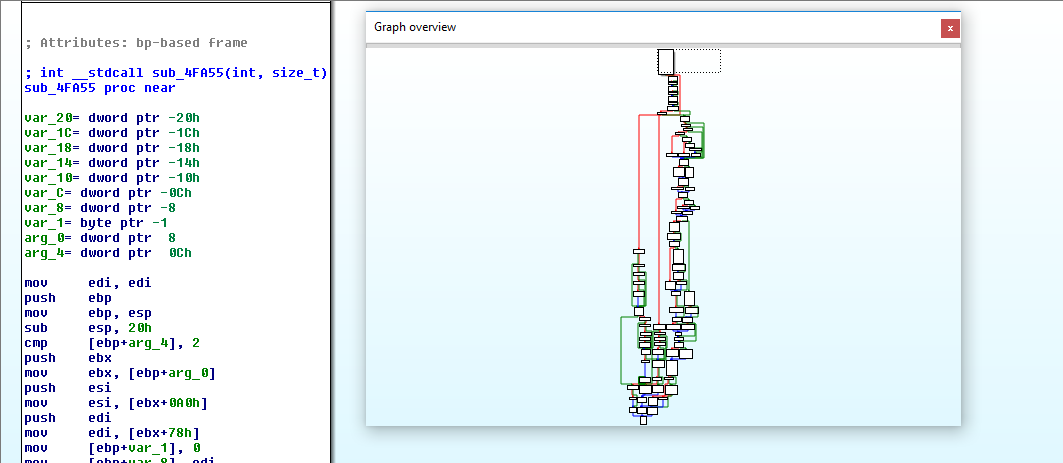 ; Attributes: bp-based frame
; int __stdcall sub_4FA55(int, size_t)
sub_4FA55 proc near
var_20= dword ptr -20h
var_1C= dword ptr -1Ch
var_18= dword ptr -18h
var_14= dword ptr -14h
var_10= dword ptr -10h
var_C= dword ptr -0Ch
var_8= dword ptr -8
var_1= byte ptr -1
arg_0= dword ptr  8
arg_4= dword ptr  0Ch
mov     edi, edi
push    ebp
mov     ebp, esp
sub     esp, 20h
cmp     [ebp+arg_4], 2
push    ebx
mov     ebx, [ebp+arg_0]
push    esi
mov     esi, [ebx+0A0h]
push    edi
mov     edi, [ebx+78h]
mov     [ebp+var_1], 0
mov     [ebp+var_8], edi
Graph overview
x